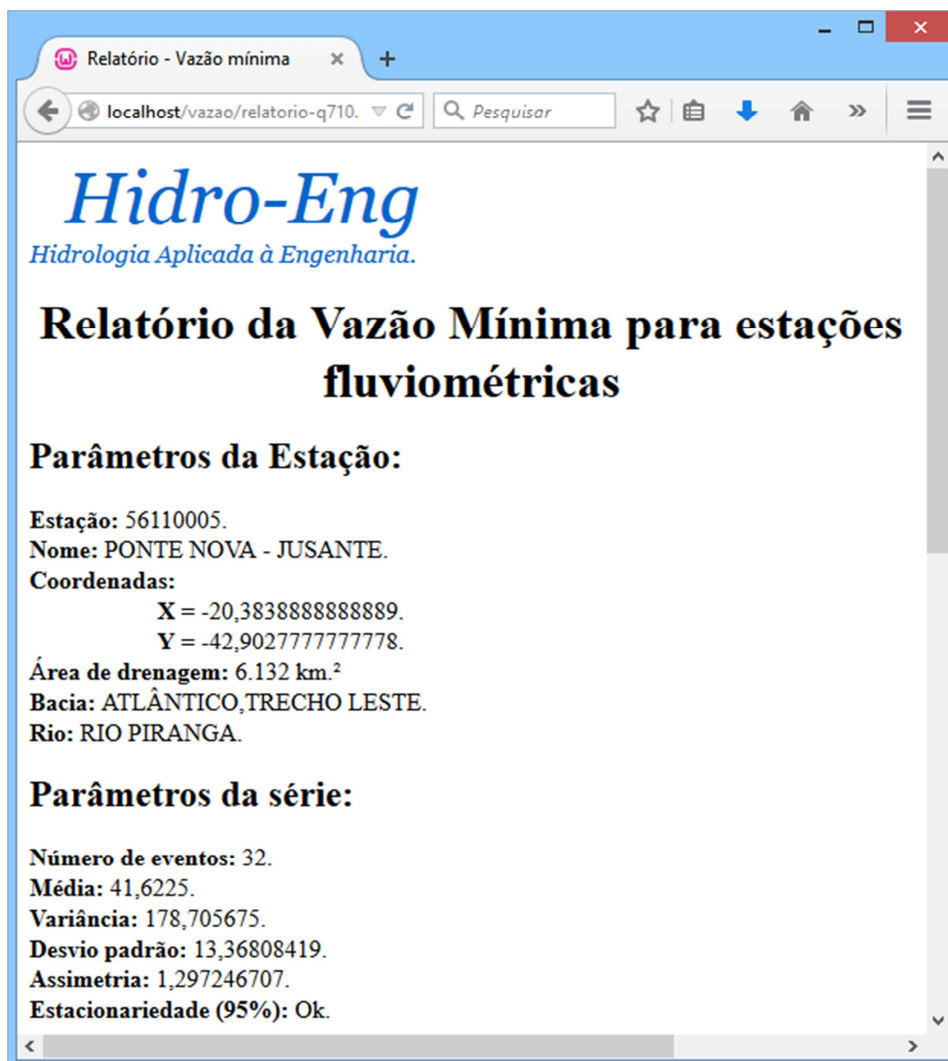 Relatório - Vazão mínima
localhost/vazao/relatorio-q710.
Pesquisar
Hidro-Eng
Hidrologia Aplicada à Engenharia.
Relatório da Vazão Mínima para estações
fluviométricas
Parâmetros da Estação:
Estação: 56110005.
Nome: PONTE NOVA - JUSANTE.
Coordenadas:
X = -20,3838888888889.
Y = -42,9027777777778.
Área de drenagem: 6.132 km.²
Bacia: ATLÂNTICO,TRECHO LESTE.
Rio: RIO PIRANGA.
Parâmetros da série:
Número de eventos: 32.
Média: 41,6225.
Variância: 178,705675.
Desvio padrão: 13,36808419.
Assimetria: 1,297246707.
Estacionariedade (95%): Ok.